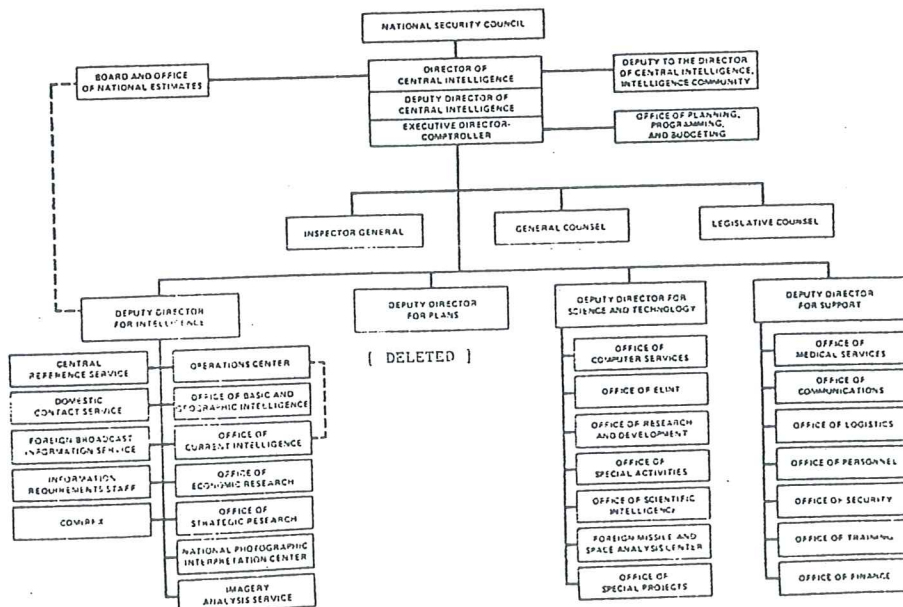 NATIONAL SECURITY COUNCIL
BOARD AND OFFICE
OF NATIONAL ESTIMATES
DIRECTOR OF
CENTRAL INTELLIGENCE
DEPUTY DIRECTOR OF
CENTRAL INTELLIGENCE
EXECUTIVE DIRECTOR-
COMPTROLLER
DEPUTY TO THE DIRECTOR
OF CENTRAL INTELLIGENCE,
INTELLIGENCE COMMUNITY
OFFICE OF PLANNING,
PROGRAMMING,
AND BUDGETING
INSPECTOR GENERAL
GENERAL COUNSEL
LEGISLATIVE COUNSEL
DEPUTY DIRECTOR
FOR INTELLIGENCE
DEPUTY DIRECTOR
FOR PLANS
DEPUTY DIRECTOR FOR
SCIENCE AND TECHNOLOGY
DEPUTY DIRECTOR
FOR SUPPORT
CENTRAL
REFERENCE SERVICE
DOMESTIC
CONTACT SERVICE
FOREIGN BROADCAST
INFORMATION SERVICE
INFORMATION
REQUIREMENTS STAFF
COMIREX
OPERATIONS CENTER
OFFICE OF BASIC AND
GEOGRAPHIC INTELLIGENCE
OFFICE OF
CURRENT INTELLIGENCE
OFFICE OF
ECONOMIC RESEARCH
OFFICE OF
STRATEGIC RESEARCH
NATIONAL PHOTOGRAPHIC
INTERPRETATION CENTER
IMAGERY
ANALYSIS SERVICE
[ DELETED ]
OFFICE OF
COMPUTER SERVICES
OFFICE OF ELINT
OFFICE OF RESEARCH
AND DEVELOPMENT
OFFICE OF
SPECIAL ACTIVITIES
OFFICE OF SCIENTIFIC
INTELLIGENCE
FOREIGN MISSILE AND
SPACE ANALYSIS CENTER
OFFICE OF
SPECIAL PROJECTS
OFFICE OF
MEDICAL SERVICES
OFFICE OF
COMMUNICATIONS
OFFICE OF LOGISTICS
OFFICE OF PERSONNEL
OFFICE OF SECURITY
OFFICE OF TRAINING
OFFICE OF FINANCE